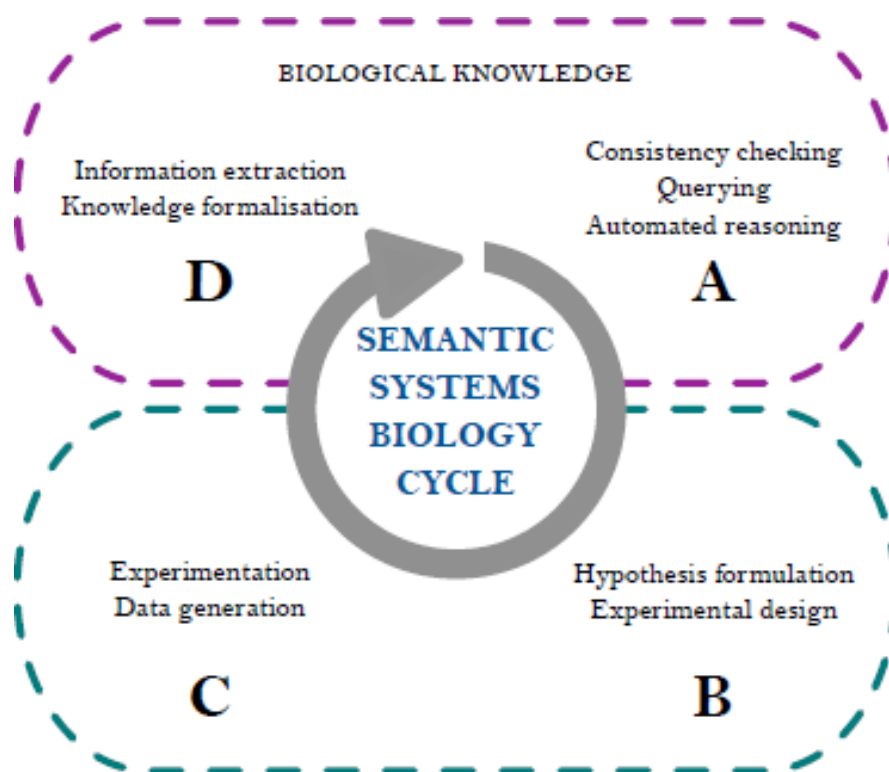 BIOLOGICAL KNOWLEDGE
Information extraction
Knowledge formalisation
D
Consistency checking
Querying
Automated reasoning
A
SEMANTIC
SYSTEMS
BIOLOGY
CYCLE
Experimentation
Data generation
C
Hypothesis formulation
Experimental design
B